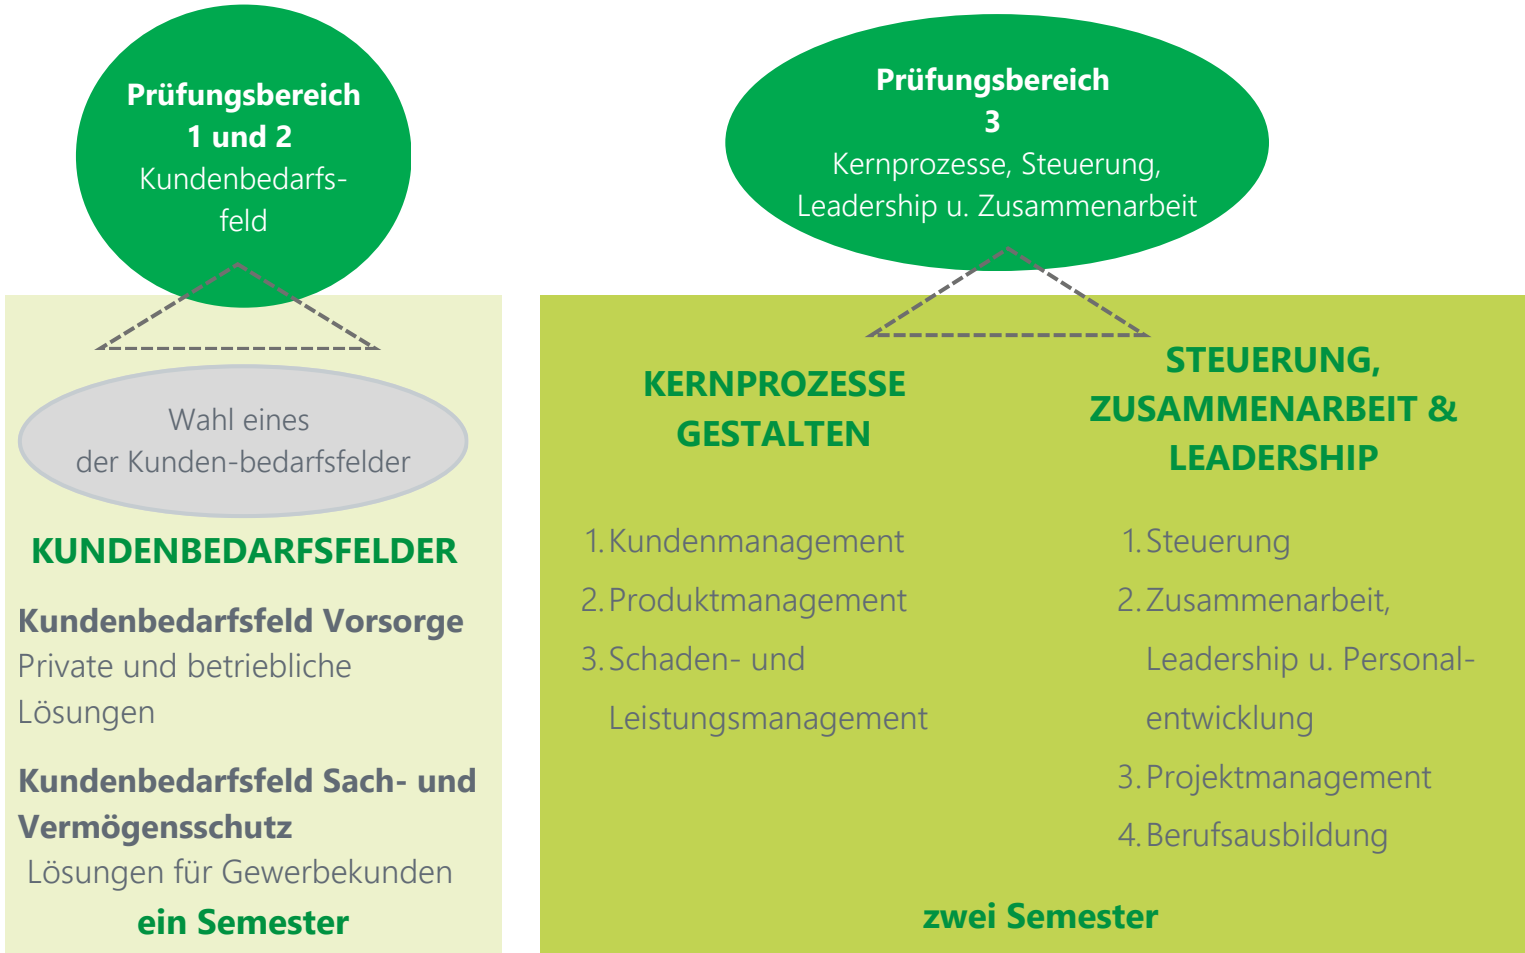 Prüfungsbereich
1 und 2
Kundenbedarfs-
feld
Wahl eines
der Kunden-bedarfsfelder
KUNDENBEDARFSFELDER
Kundenbedarfsfeld Vorsorge
Private und betriebliche
Lösungen
Kundenbedarfsfeld Sach- und
Vermögensschutz
Lösungen für Gewerbekunden
ein Semester
Prüfungsbereich
3
Kernprozesse, Steuerung,
Leadership u. Zusammenarbeit
KERNPROZESSE
GESTALTEN
1. Kundenmanagement
2. Produktmanagement
3. Schaden- und
Leistungsmanagement
STEUERUNG,
ZUSAMMENARBEIT &
LEADERSHIP
1. Steuerung
2. Zusammenarbeit,
Leadership u. Personal-
entwicklung
3. Projektmanagement
4. Berufsausbildung
zwei Semester